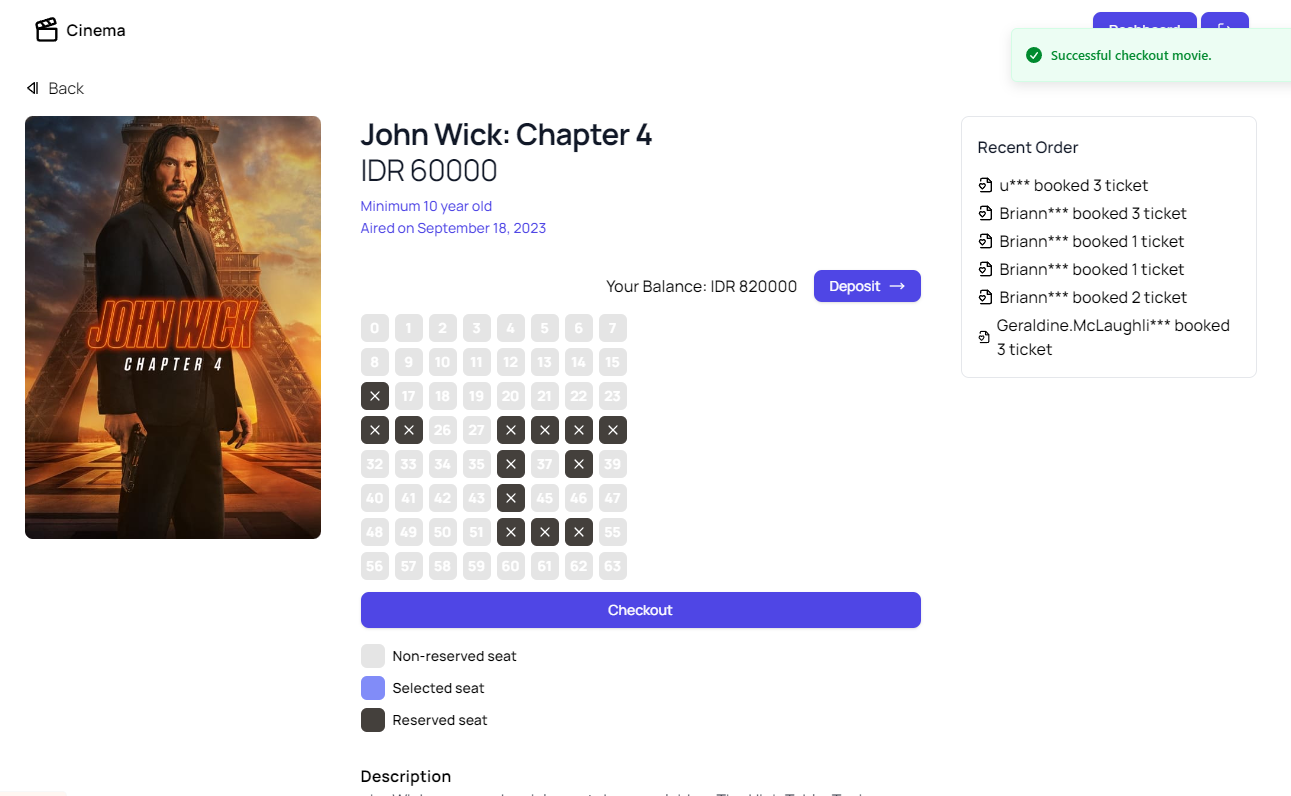 Cinema
Successful checkout movie.
Back
John Wick: Chapter 4
IDR 60000
Minimum 10 year old
Aired on September 18, 2023
Your Balance: IDR 820000
Deposit
0 1 2 3 4 5 6 7
8 9 10 11 12 13 14 15
17 18 19 20 21 22 23
26 27
32 33 34 35 37 39
40 41 42 43 45 46 47
48 49 50 51 55
56 57 58 59 60 61 62 63
Checkout
Non-reserved seat
Selected seat
Reserved seat
Description
JOHN WICK
CHAPTER 4
Recent Order
u*** booked 3 ticket
Briann*** booked 3 ticket
Briann*** booked 1 ticket
Briann*** booked 1 ticket
Briann*** booked 2 ticket
Geraldine.McLaughli*** booked
3 ticket